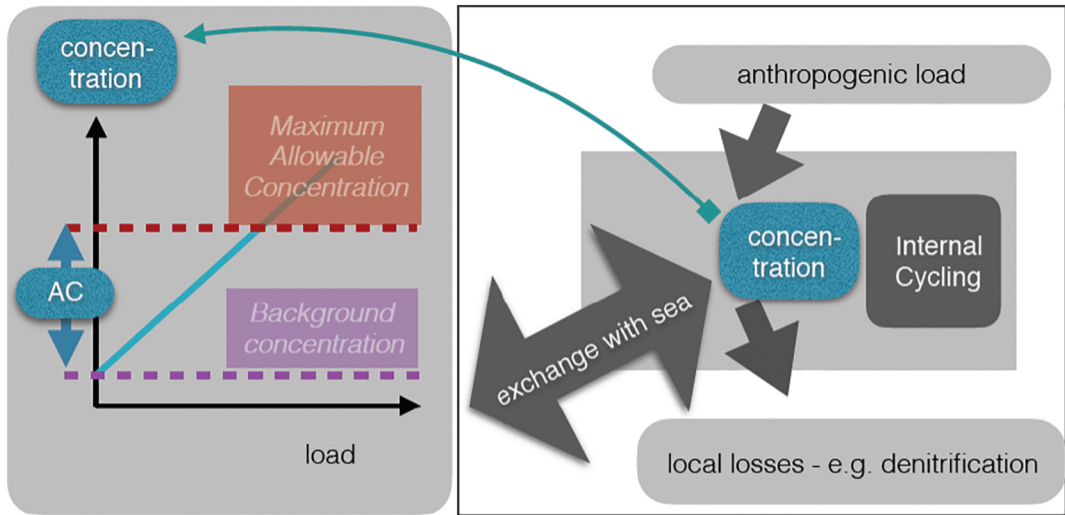 concen-
tration
Maximum
Allowable
Concentration
AC
Background
concentration
load
anthropogenic load
concen-
tration
Internal
Cycling
exchange with sea
local losses - e.g. denitrification